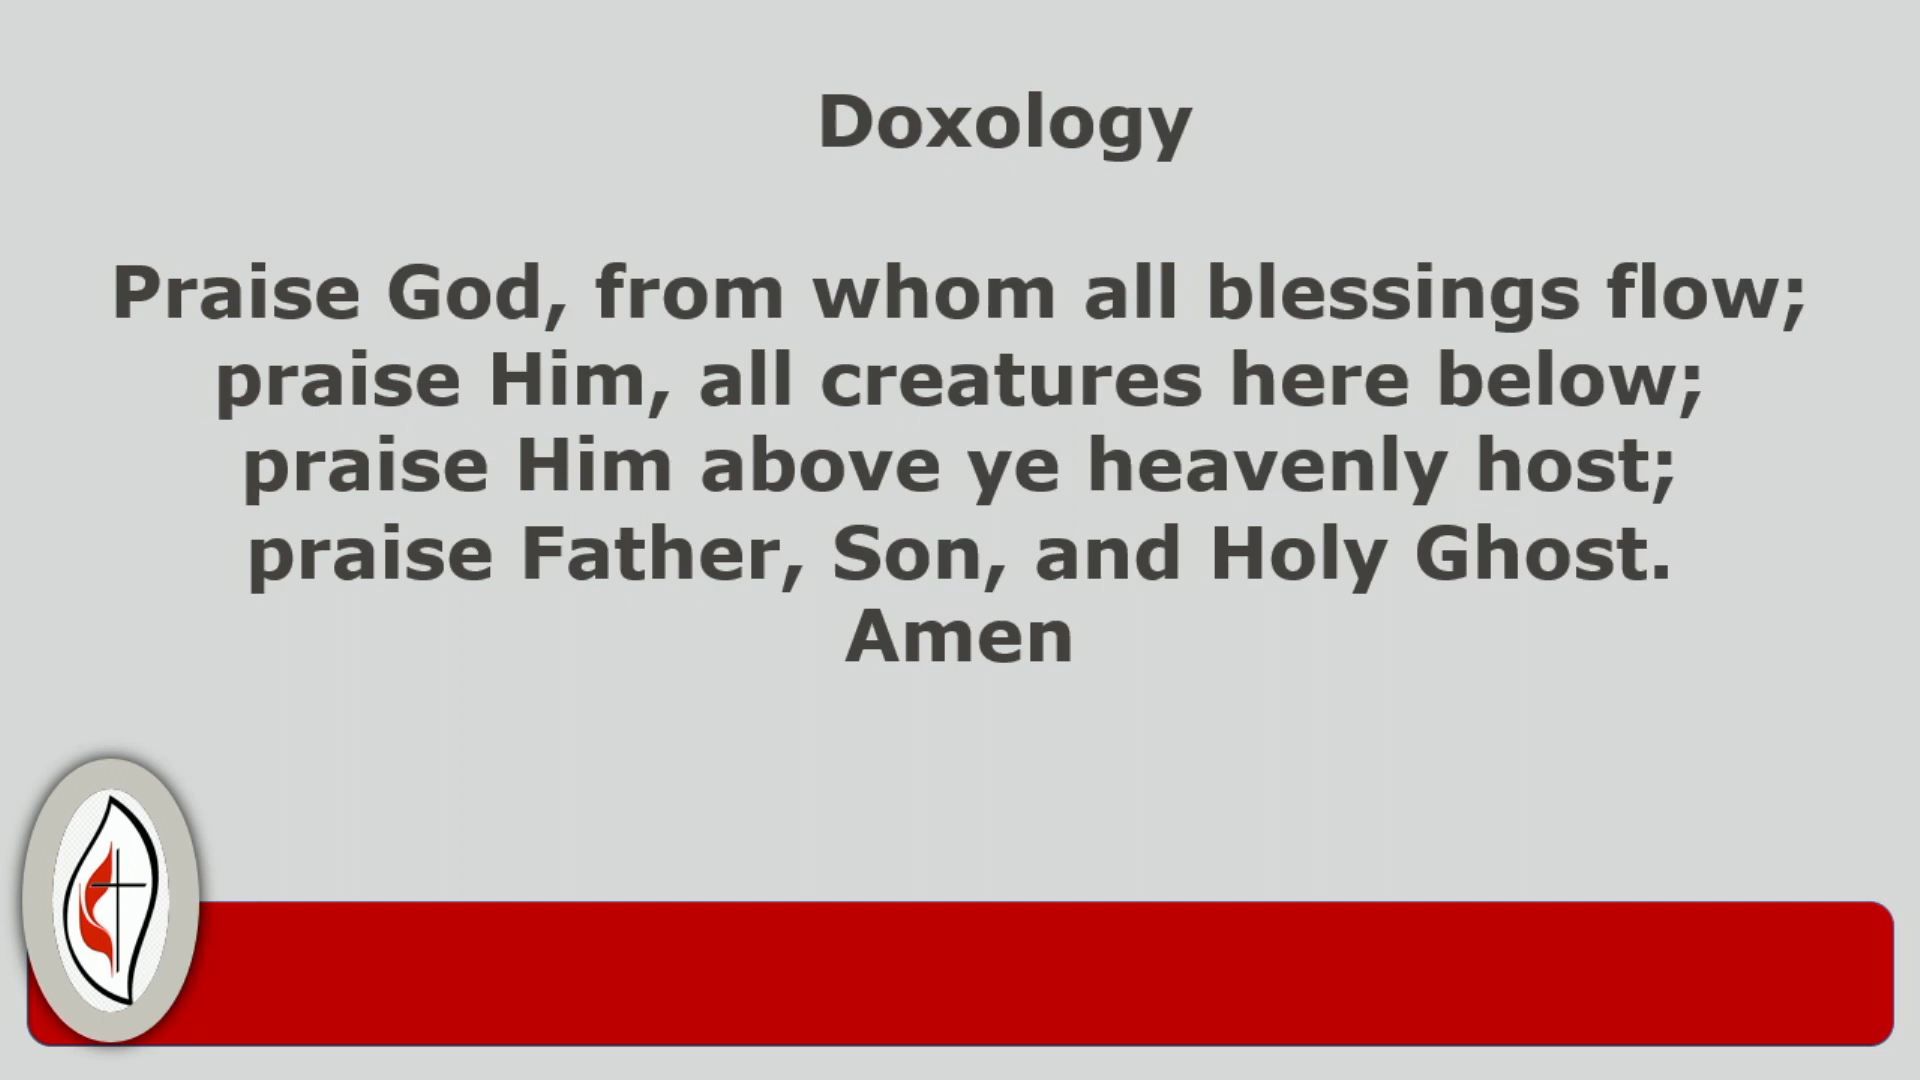 Doxology
Praise God, from whom all blessings flow;
praise Him, all creatures here below;
praise Him above ye heavenly host;
praise Father, Son, and Holy Ghost.
Amen